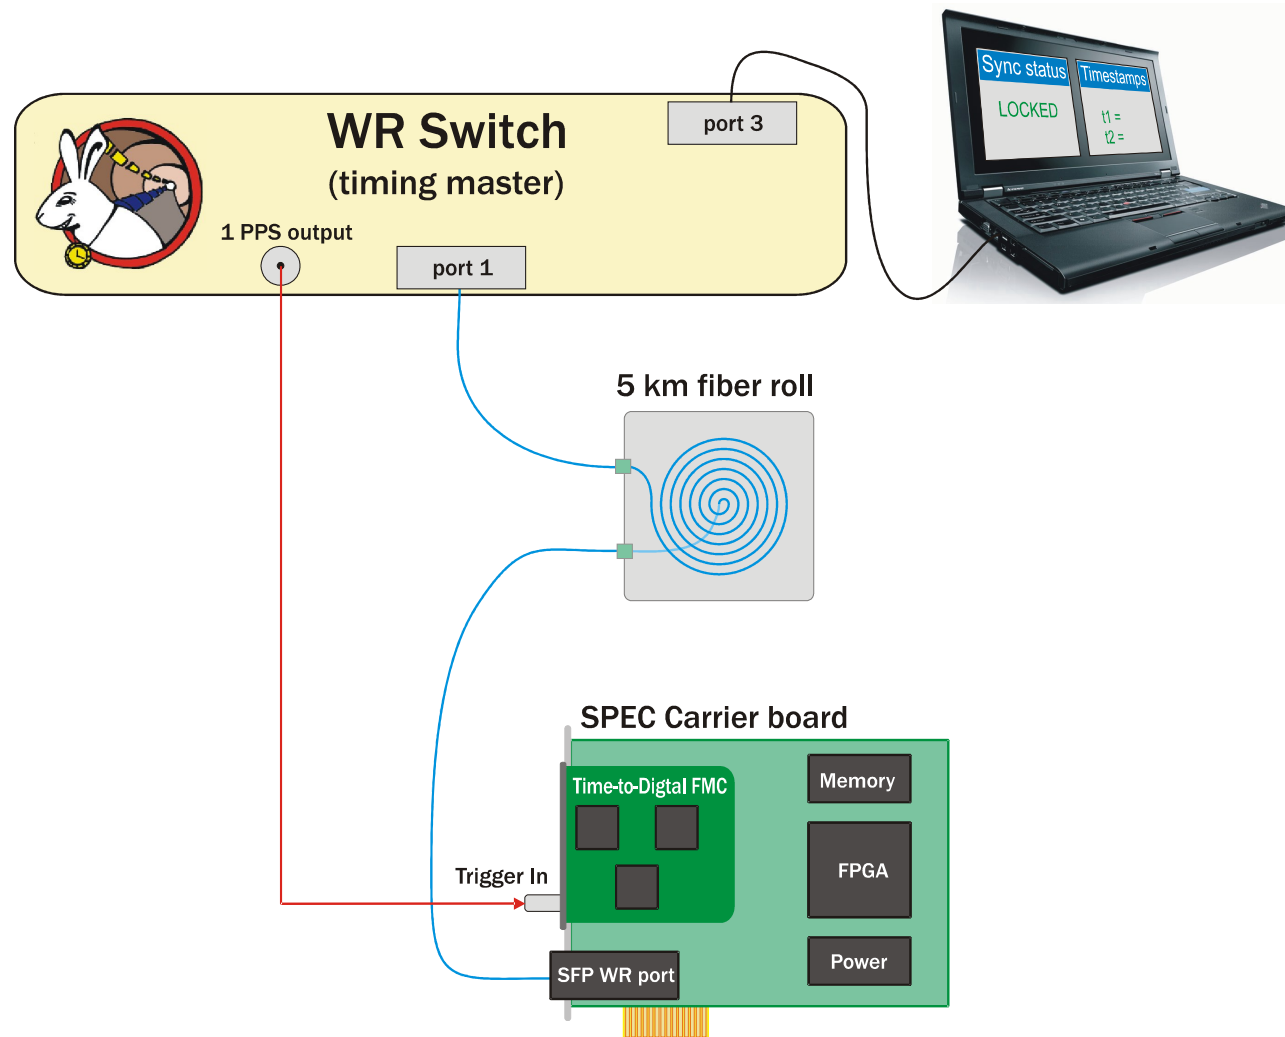 WR Switch
(timing master)
port 3
1 PPS output
port 1
Sync status
LOCKED
Timestamps
t1 =
t2 =
5 km fiber roll
SPEC Carrier board
Time-to-Digtal FMC
Memory
FPGA
Power
Trigger In
SFP WR port